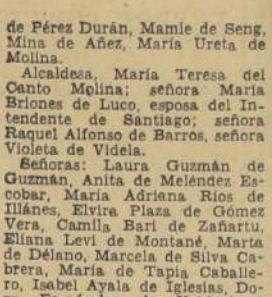 de Pérez Durán, Mamie de Seng,
Mina de Añez, María Ureta de
Molina.
Alcaldesa, María Teresa del
Canto Molina; señora María
Briones de Luco, esposa del In-
tendente de Santiago; señora
Raquel Alfonso de Barros, señora
Violeta de Videla.
Señoras: Laura Guzmán de
Guzmán, Anita de Meléndez Es-
cobar, María Adriana Ríos de
Illánes, Elvira Plaza de Gómez
Vera, Camila Bari de Zañartu,
Eliana Levi de Montané, Marta
de Délano, Marcela de Silva Ca-
brera, María de Tapia Caballe-
ro, Isabel Ayala de Iglesias, Do-